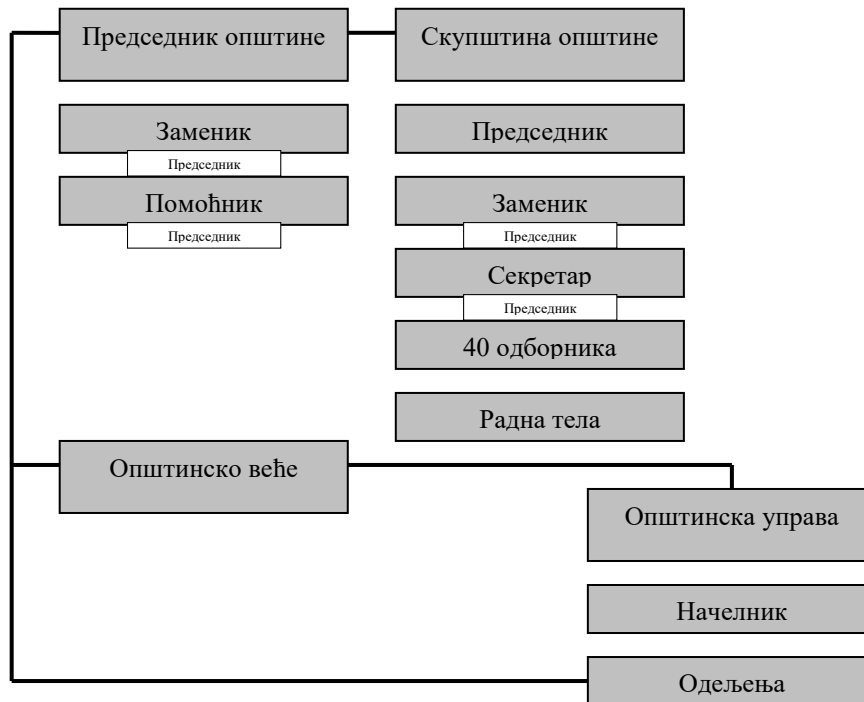 Председник општине
Скупштина општине
Заменик
Председник
Председник
Помоћник
Заменик
Председник
Председник
Секретар
Председник
40 одборника
Радна тела
Општинско веће
Општинска управа
Начелник
Одељења